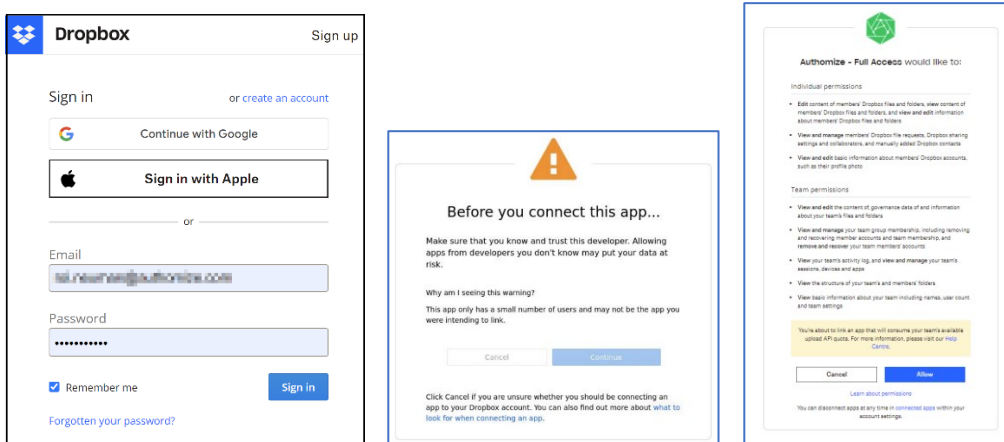 Dropbox
Sign up
Sign in
or create an account
Continue with Google
Sign in with Apple
or
Email
Password
Remember me
Sign in
Forgotten your password?
Before you connect this app...
Make sure that you know and trust this developer. Allowing
apps from developers you don't know may put your data at
risk.
Why am I seeing this warning?
This app only has a small number of users and may not be the app you
were intending to link.
Cancel
Continue
Click Cancel if you are unsure whether you should be connecting an
app to your Dropbox account. You can also find out more about what to
look for when connecting an app.
Authomize - Full Access would like to:
Individual permissions
• Edit content of members' Dropbox files and folders, view content of
members' Dropbox files and folders, and view and edit information
about members' Dropbox files and folders
• View and manage members' Dropbox file requests, Dropbox sharing
settings and collaborators, and manually added Dropbox contacts
• View and edit basic information about members' Dropbox accounts,
such as their profile photo
Team permissions
• View and edit the content of, governance data of and information
about your team's files and folders
• View and manage your team group membership, including removing
and recovering member accounts and team membership, and
remove and recover your team members' accounts
• View your team's activity log, and view and manage your team's
sessions, devices and apps
• View the structure of your team's and members' folders
• View basic information about your team including names, user count
and team settings
You're about to link an app that will consume your team's available
upload API quota. For more information, please visit our Help
Centre.
Cancel
Allow
Learn about permissions
You can disconnect apps at any time in connected apps within your
account settings.